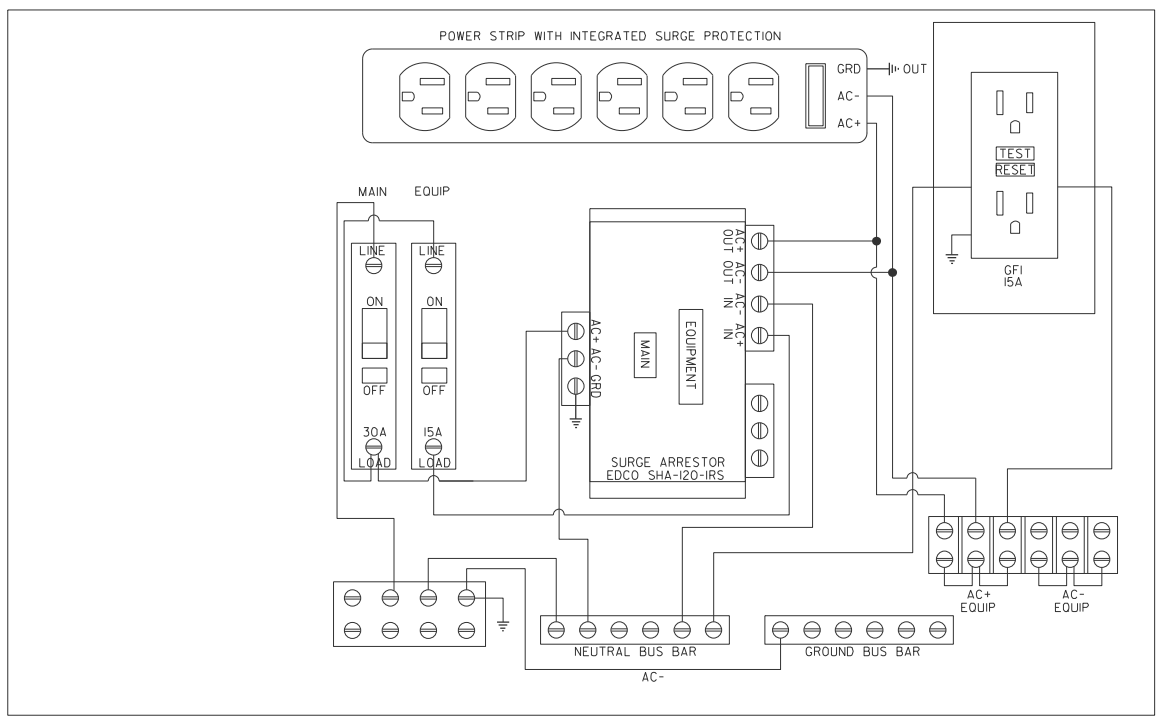 POWER STRIP WITH INTEGRATED SURGE PROTECTION
GRD
OUT
AC-
AC+
TEST
RESET
GFI
15A
MAIN
EQUIP
LINE
LINE
ON
ON
OFF
OFF
30A
15A
LOAD
LOAD
AC+
OUT
AC-
OUT
AC-
IN
AC+
IN
AC+
AC-
GRD
MAIN
EQUIPMENT
SURGE ARRESTOR
EDCO SHA-120-1RS
AC+
EQUIP
AC-
EQUIP
NEUTRAL BUS BAR
GROUND BUS BAR
AC-